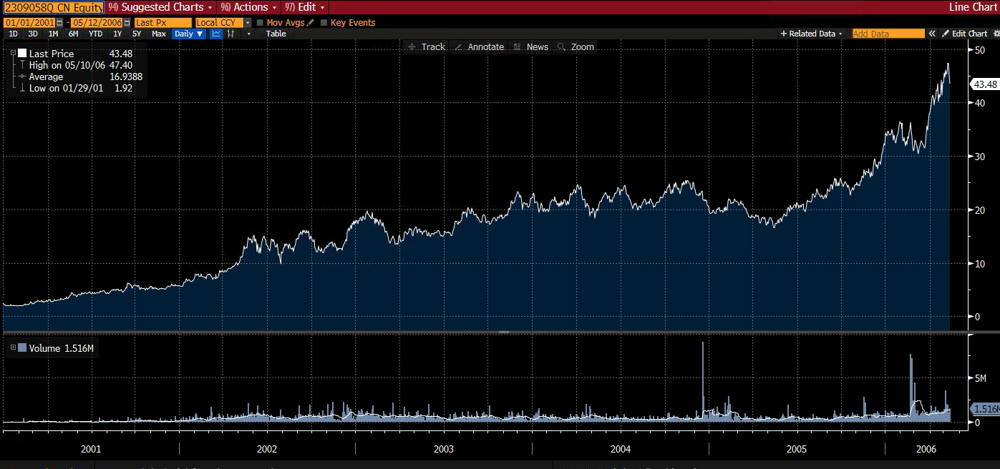 2309058Q CN Equity 94) Suggested Charts 96) Actions 97) Edit Line Chart
01/01/2001 - 05/12/2006 Last Px Local CCY Mov Avgs Key Events
1D 3D 1M 6M YTD 1Y 5Y Max Daily ▼ Table + Related Data Add Data « Edit Chart
Track Annotate News Zoom
Last Price 43.48
High on 05/10/06 47.40
Average 16.9388
Low on 01/29/01 1.92
50
43.48
40
30
20
10
0
Volume 1.516M
5M
1.516M
0
2001 2002 2003 2004 2005 2006